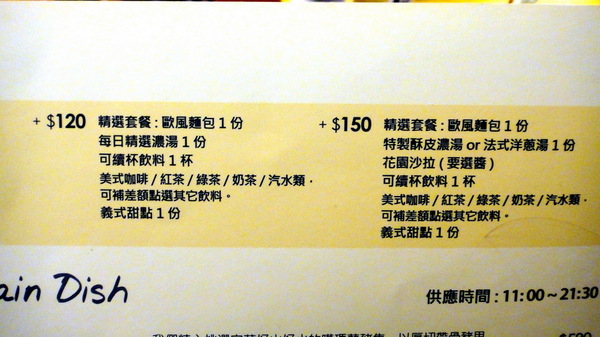 + $120 精選套餐 : 歐風麵包 1 份
每日精選濃湯 1 份
可續杯飲料 1 杯
美式咖啡 / 紅茶 / 綠茶 / 奶茶 / 汽水類，
可補差額點選其它飲料。
義式甜點 1 份
+ $150 精選套餐 : 歐風麵包 1 份
特製酥皮濃湯 or 法式洋蔥湯 1 份
花園沙拉 ( 要選醬 )
可續杯飲料 1 杯
美式咖啡 / 紅茶 / 綠茶 / 奶茶 / 汽水類，
可補差額點選其它飲料。
義式甜點 1 份
ain Dish
供應時間 : 11:00 ~ 21:30